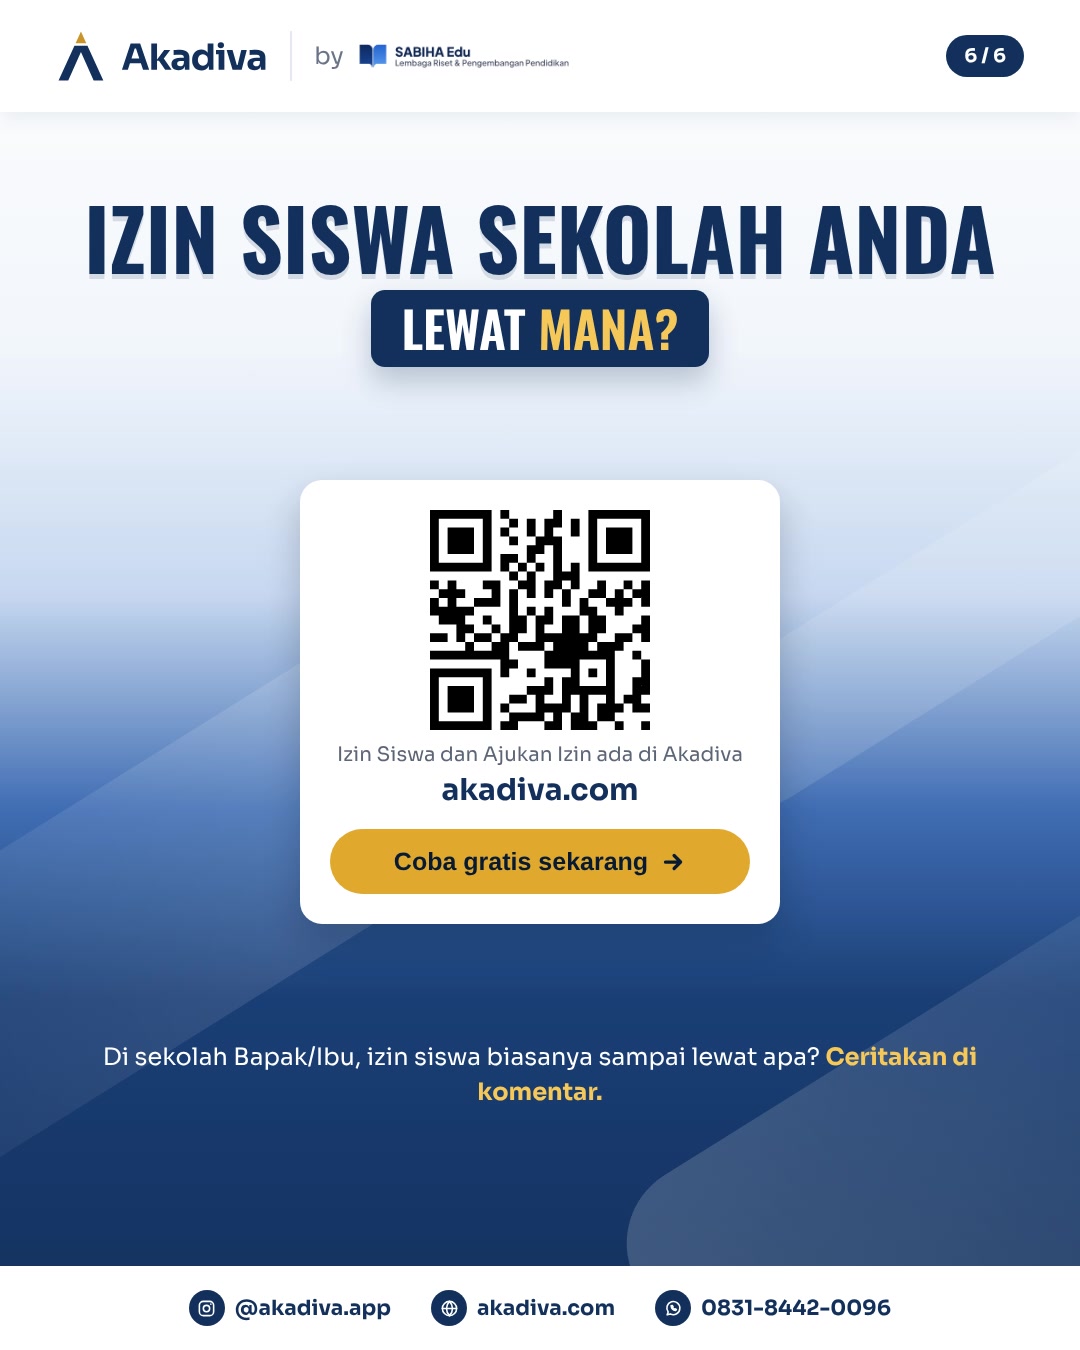 Akadiva
by
SABIHA Edu
Lembaga Riset & Pengembangan Pendidikan
6 / 6
IZIN SISWA SEKOLAH ANDA
LEWAT MANA?
Izin Siswa dan Ajukan Izin ada di Akadiva
akadiva.com
Coba gratis sekarang →
Di sekolah Bapak/Ibu, izin siswa biasanya sampai lewat apa? Ceritakan di
komentar.
@akadiva.app
akadiva.com
0831-8442-0096